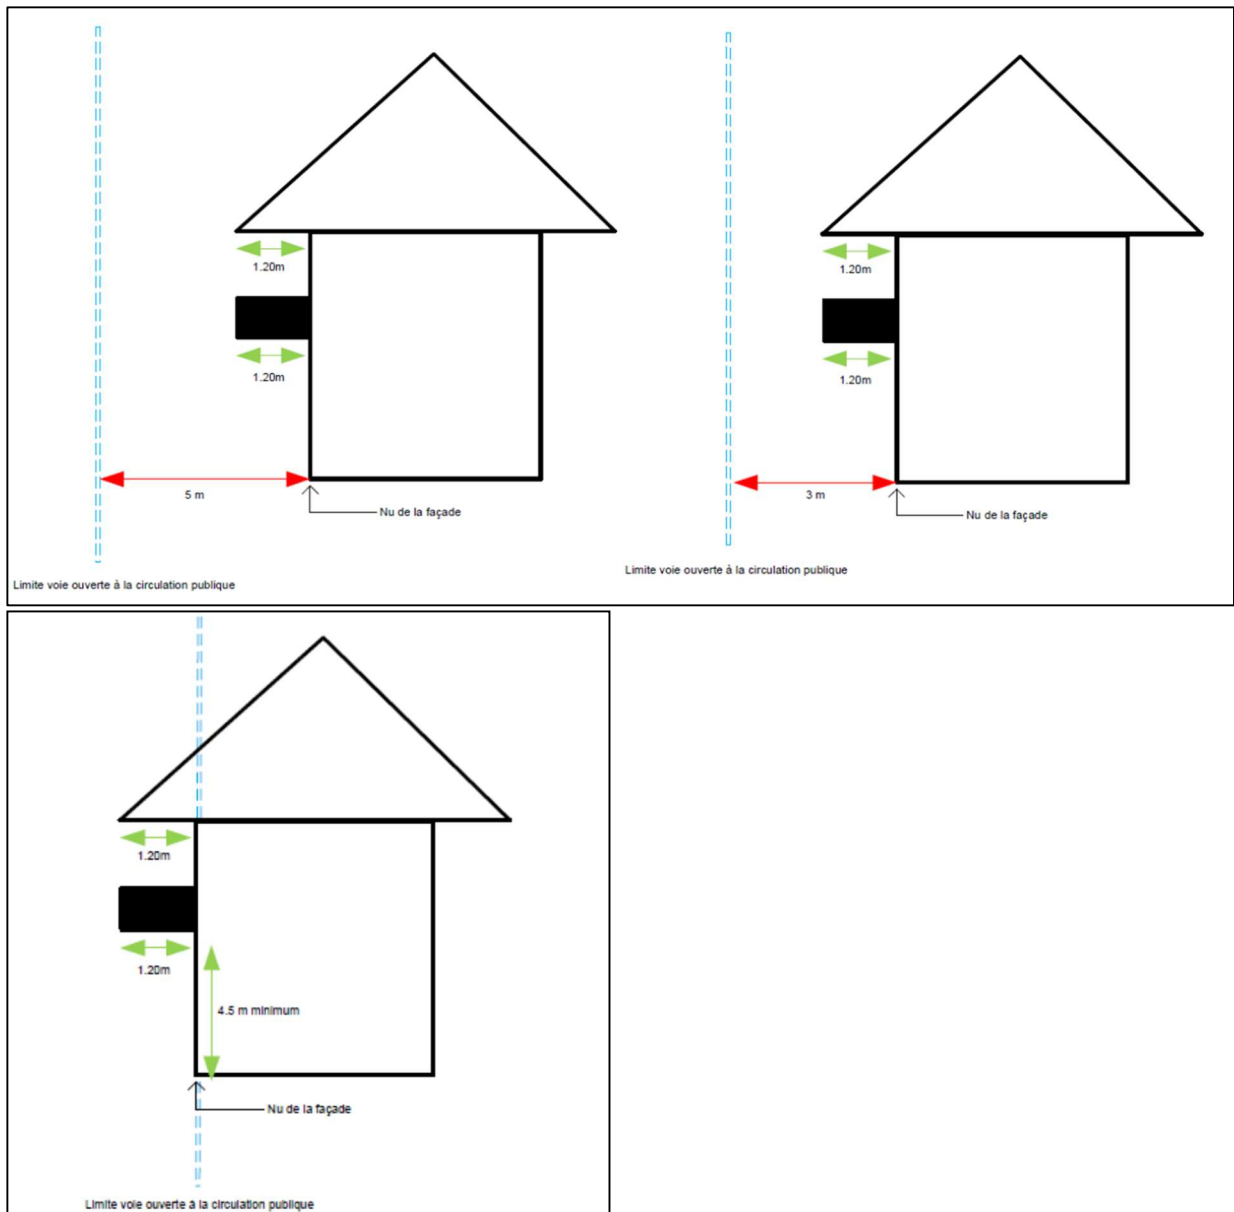 1.20m
1.20m
5 m
Nu de la façade
Limite voie ouverte à la circulation publique
1.20m
1.20m
3 m
Nu de la façade
Limite voie ouverte à la circulation publique
1.20m
1.20m
4.5 m minimum
Nu de la façade
Limite voie ouverte à la circulation publique